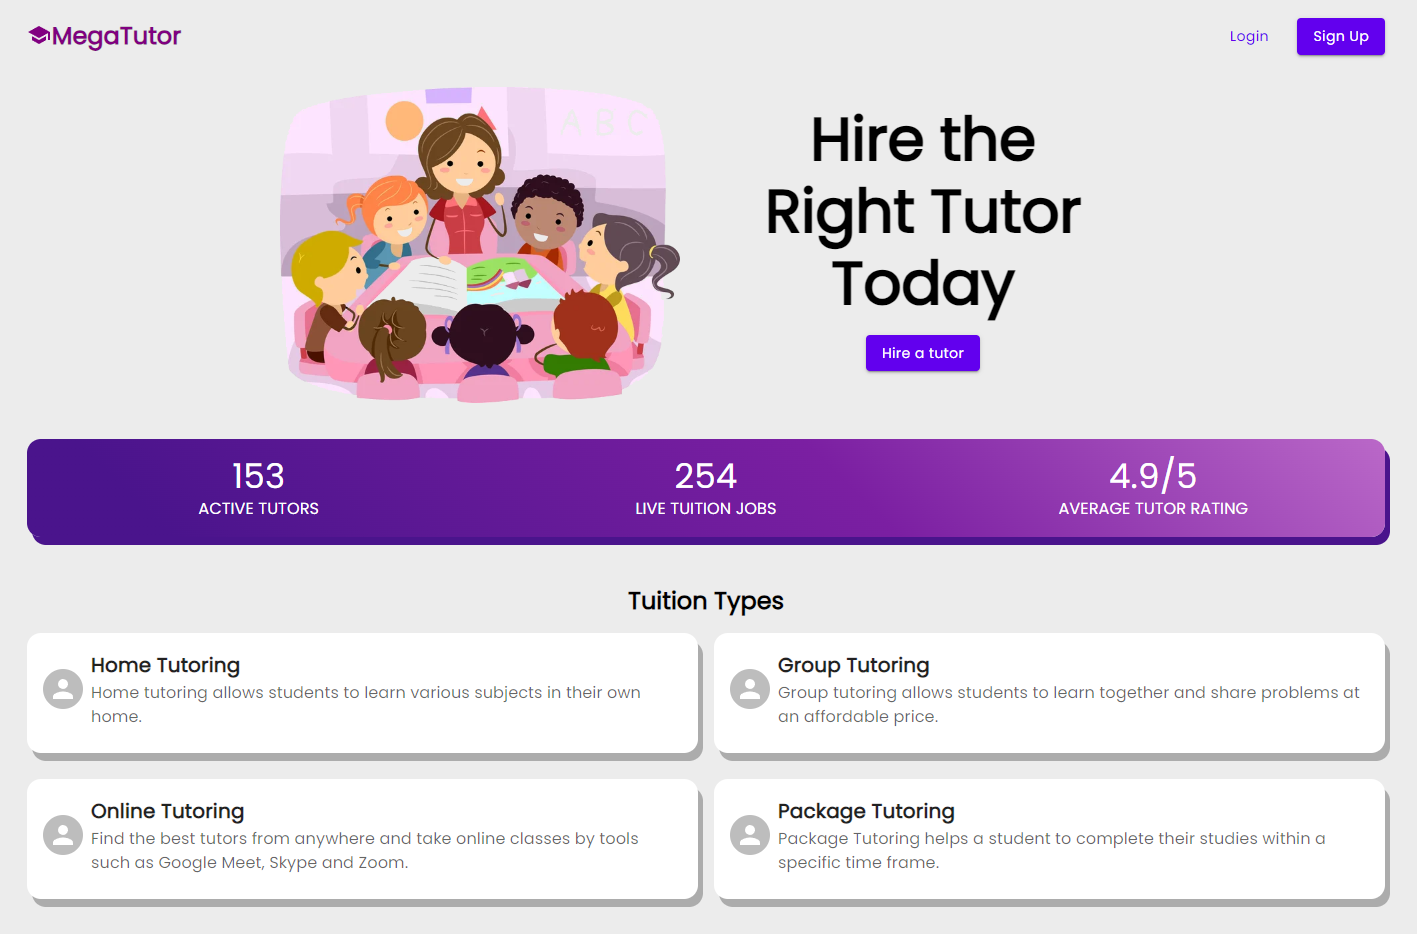 MegaTutor
Login
Sign Up
A B C
Hire the
Right Tutor
Today
Hire a tutor
153
ACTIVE TUTORS
254
LIVE TUITION JOBS
4.9/5
AVERAGE TUTOR RATING
Tuition Types
Home Tutoring
Home tutoring allows students to learn various subjects in their own
home.
Group Tutoring
Group tutoring allows students to learn together and share problems at
an affordable price.
Online Tutoring
Find the best tutors from anywhere and take online classes by tools
such as Google Meet, Skype and Zoom.
Package Tutoring
Package Tutoring helps a student to complete their studies within a
specific time frame.